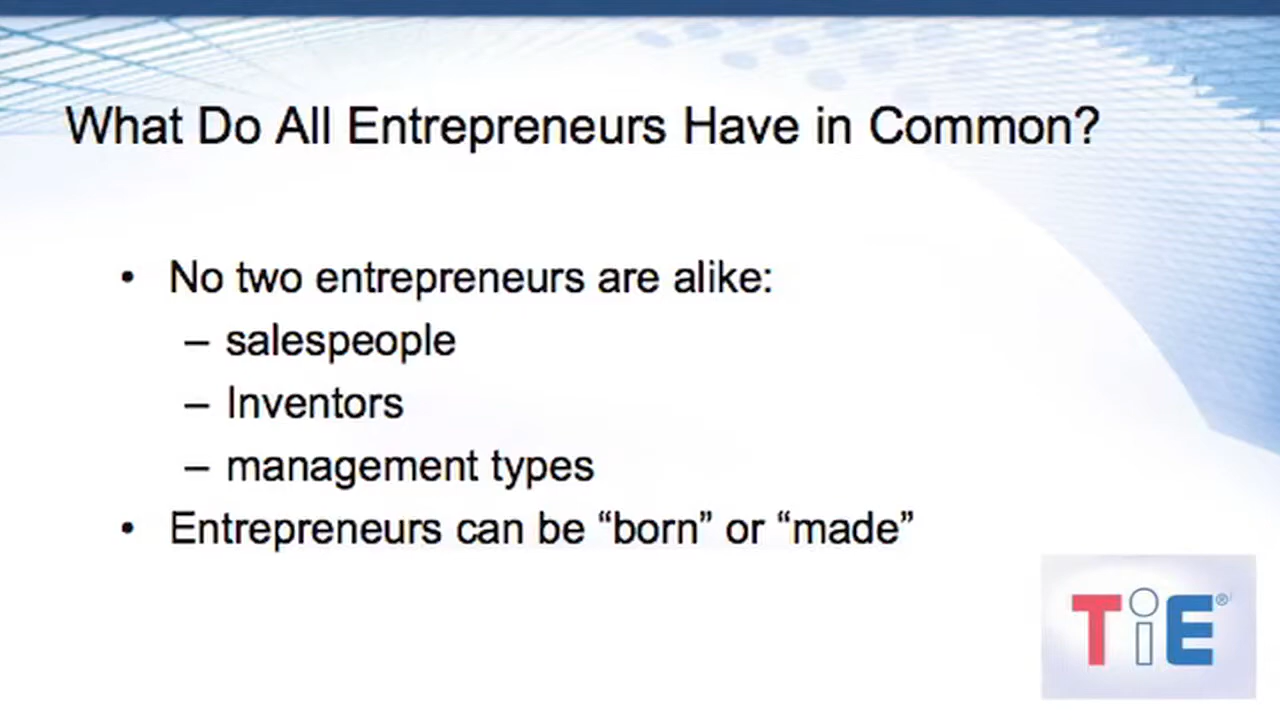 What Do All Entrepreneurs Have in Common?
• No two entrepreneurs are alike:
– salespeople
– Inventors
– management types
• Entrepreneurs can be “born” or “made”
TiE®